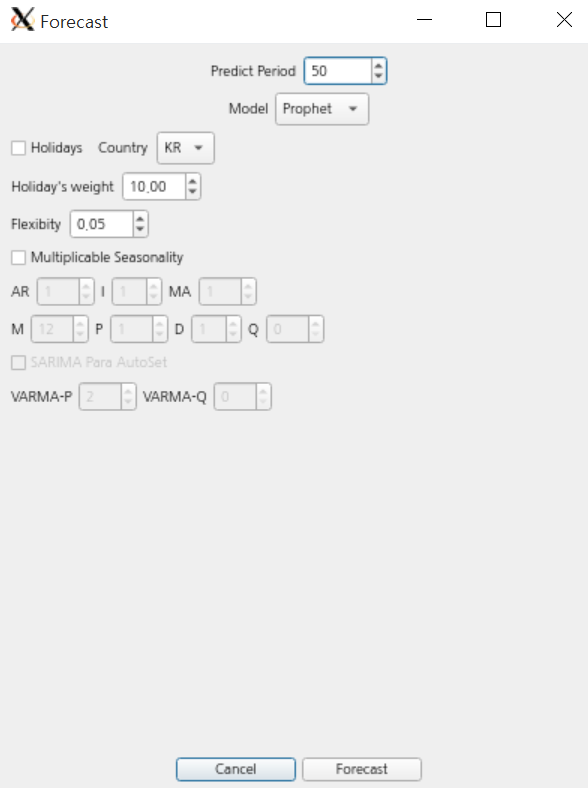 Forecast
Predict Period 50
Model Prophet
Holidays Country KR
Holiday's weight 10,00
Flexibity 0,05
Multiplicable Seasonality
AR 1 I 1 MA 1
M 12 P 1 D 1 Q 0
SARIMA Para AutoSet
VARMA-P 2 VARMA-Q 0
Cancel Forecast